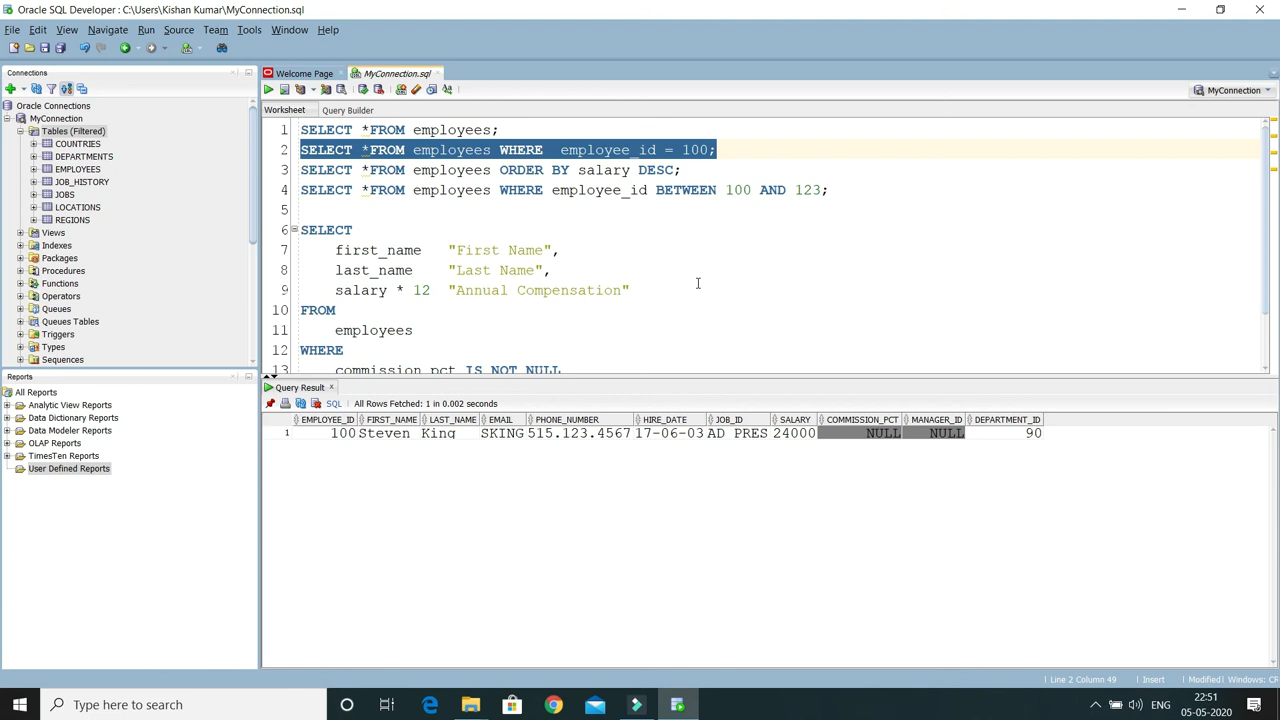 Oracle SQL Developer : C:\Users\Kishan Kumar\MyConnection.sql
File Edit View Navigate Run Source Team Tools Window Help
Connections
Oracle Connections
MyConnection
Tables (Filtered)
COUNTRIES
DEPARTMENTS
EMPLOYEES
JOB_HISTORY
JOBS
LOCATIONS
REGIONS
Views
Indexes
Packages
Procedures
Functions
Operators
Queues
Queues Tables
Triggers
Types
Sequences
Reports
All Reports
Analytic View Reports
Data Dictionary Reports
Data Modeler Reports
OLAP Reports
TimesTen Reports
User Defined Reports
Welcome Page MyConnection.sql
MyConnection
Worksheet Query Builder
1 SELECT *FROM employees;
2 SELECT *FROM employees WHERE  employee_id = 100;
3 SELECT *FROM employees ORDER BY salary DESC;
4 SELECT *FROM employees WHERE employee_id BETWEEN 100 AND 123;
5
6 SELECT
7 first_name "First Name",
8 last_name "Last Name",
9 salary * 12 "Annual Compensation"
10 FROM
11 employees
12 WHERE
13 commission_pct IS NOT NULL
Query Result
SQL All Rows Fetched: 1 in 0.002 seconds
EMPLOYEE_ID FIRST_NAME LAST_NAME EMAIL PHONE_NUMBER HIRE_DATE JOB_ID SALARY COMMISSION_PCT MANAGER_ID DEPARTMENT_ID
1 100 Steven King SKING 515.123.4567 17-06-03 AD_PRES 24000 NULL NULL 90
Line 2 Column 49 Insert Modified Windows: CF
Type here to search
ENG
22:51
05-05-2020